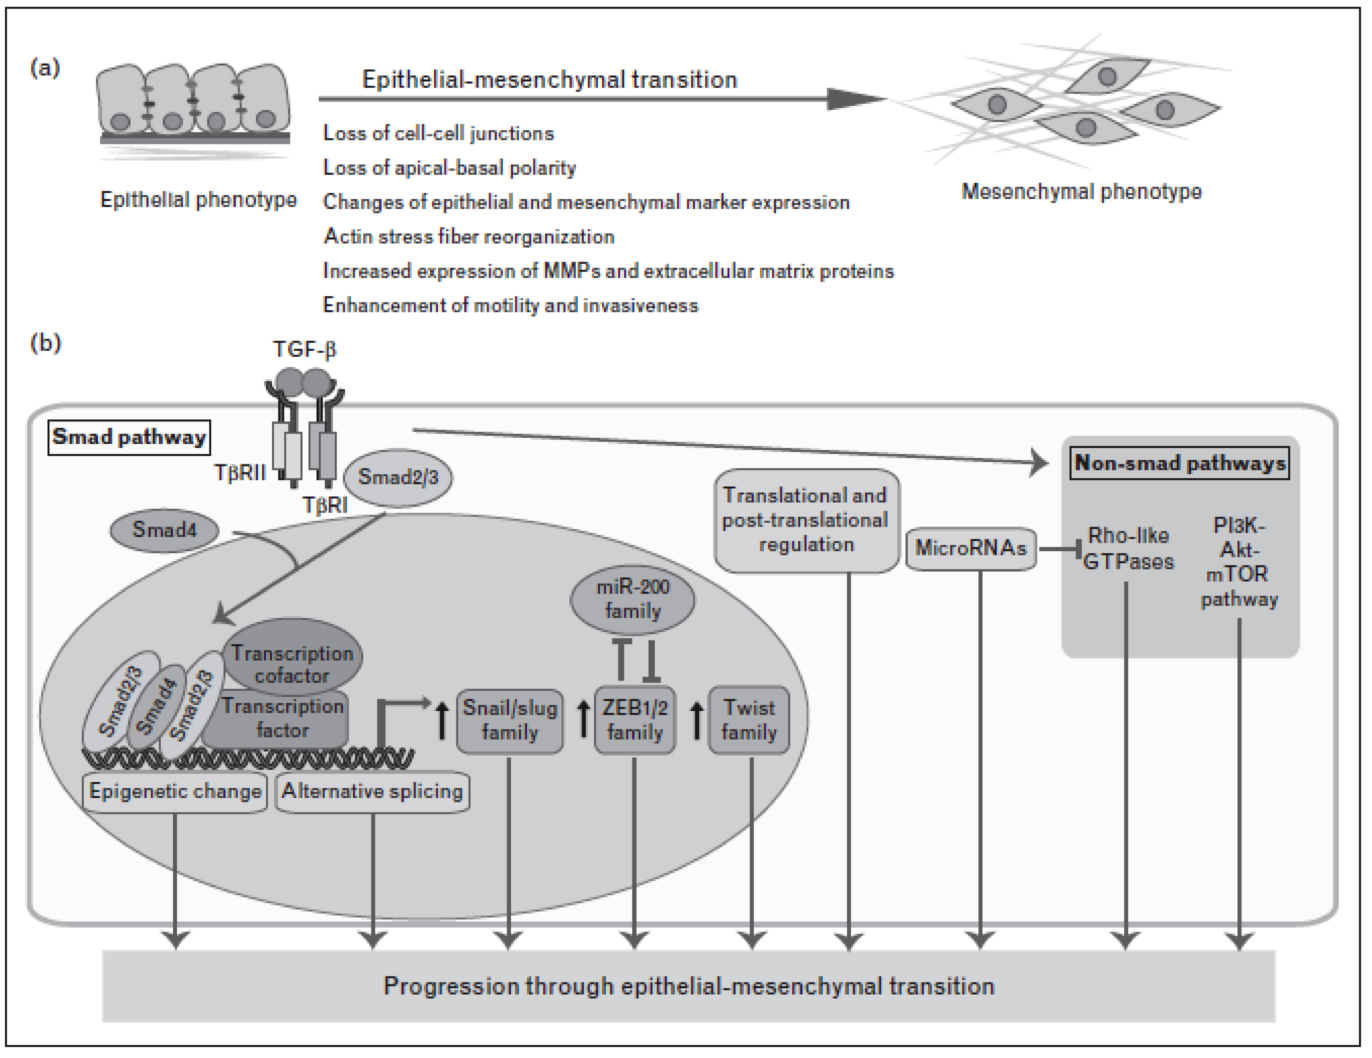 (a)
Epithelial-mesenchymal transition
Loss of cell-cell junctions
Loss of apical-basal polarity
Changes of epithelial and mesenchymal marker expression
Actin stress fiber reorganization
Increased expression of MMPs and extracellular matrix proteins
Enhancement of motility and invasiveness
Epithelial phenotype
Mesenchymal phenotype
(b)
TGF-β
Smad pathway
TβRII
TβRI
Smad2/3
Smad4
Non-smad pathways
Translational and
post-translational
regulation
MicroRNAs
Rho-like
GTPases
PI3K-
Akt-
mTOR
pathway
miR-200
family
Transcription
cofactor
Smad2/3
Smad4
Smad2/3
Transcription
factor
Snail/slug
family
ZEB1/2
family
Twist
family
Epigenetic change
Alternative splicing
Progression through epithelial-mesenchymal transition